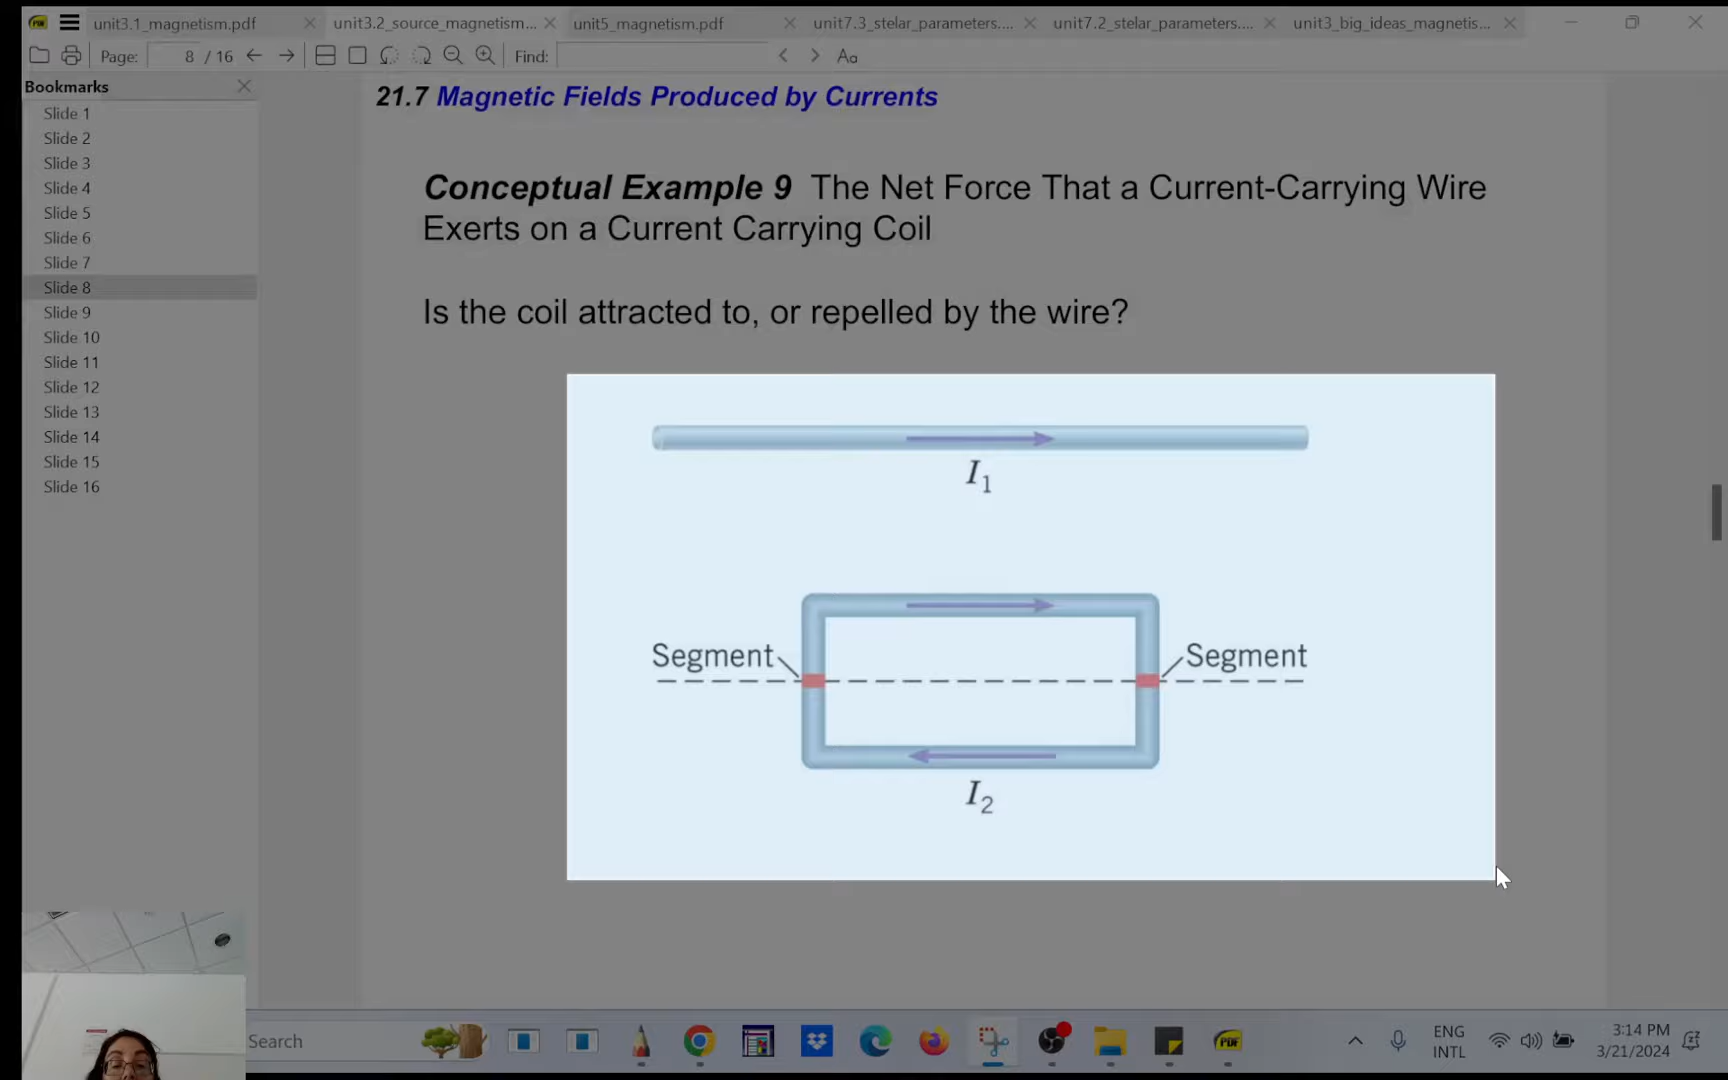 unit3.1_magnetism.pdf
unit3.2_source_magnetism...
unit5_magnetism.pdf
unit7.3_stelar_parameters....
unit7.2_stelar_parameters....
unit3_big_ideas_magnetis...
Page: 8 / 16
Find:
Aa
Bookmarks
Slide 1
Slide 2
Slide 3
Slide 4
Slide 5
Slide 6
Slide 7
Slide 8
Slide 9
Slide 10
Slide 11
Slide 12
Slide 13
Slide 14
Slide 15
Slide 16
21.7 Magnetic Fields Produced by Currents
Conceptual Example 9 The Net Force That a Current-Carrying Wire
Exerts on a Current Carrying Coil
Is the coil attracted to, or repelled by the wire?
I1
Segment
Segment
I2
Search
PDF
ENG
INTL
3:14 PM
3/21/2024